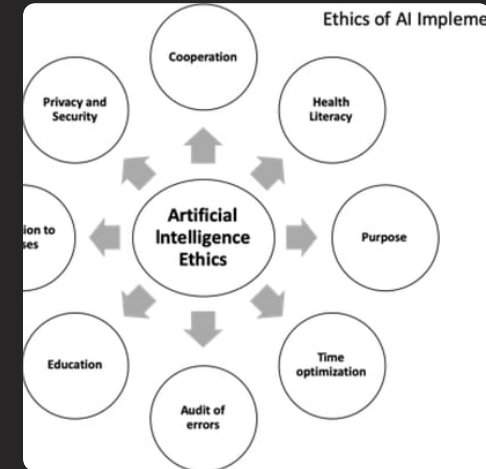 Ethics of AI Impleme
Cooperation
Privacy and
Security
Health
Literacy
Artificial
Intelligence
Ethics
ion to
ses
Purpose
Education
Time
optimization
Audit of
errors